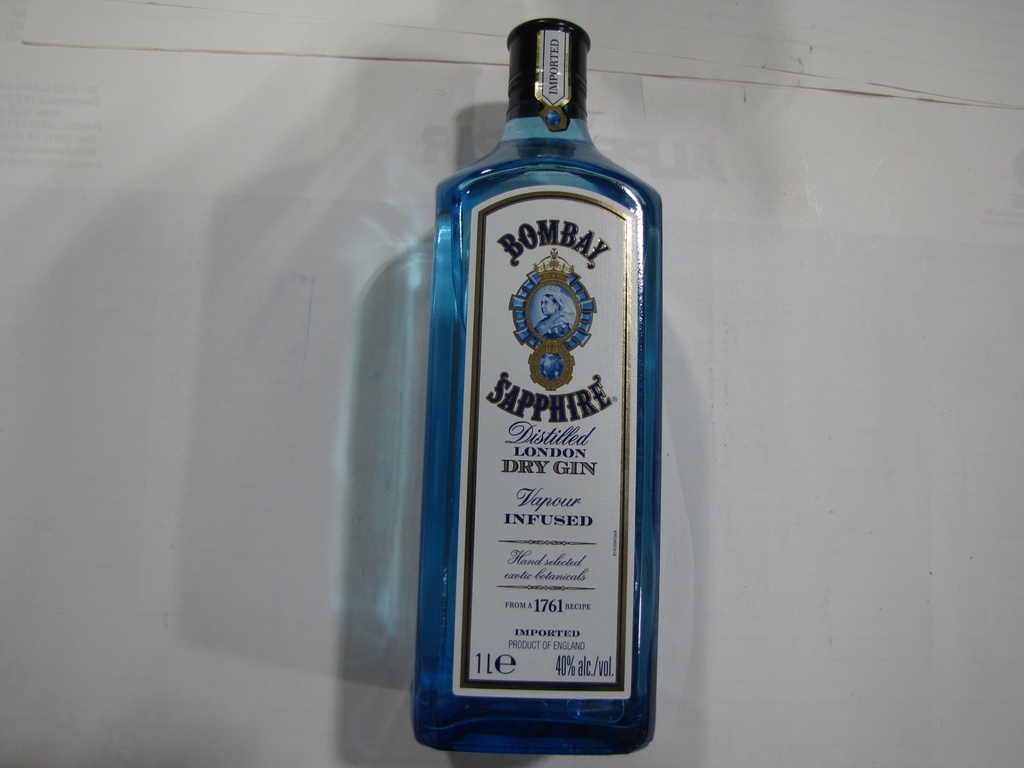 IMPORTED
BOMBAY
SAPPHIRE®
Distilled
LONDON
DRY GIN
Vapour
INFUSED
Hand selected
exotic botanicals
FROM A 1761 RECIPE
IMPORTED
PRODUCT OF ENGLAND
1 L e 40% alc./vol.